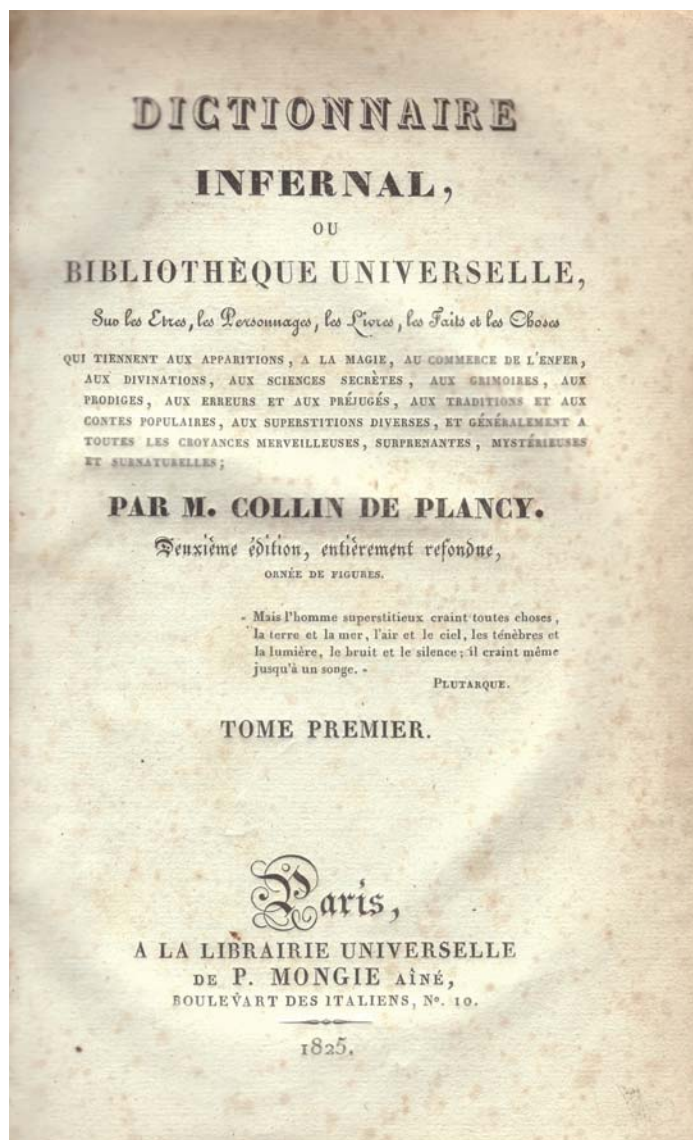 DICTIONNAIRE
INFERNAL,
OU
BIBLIOTHÈQUE UNIVERSELLE,
Sur les Etres, les Personnages, les Livres, les Faits et les Choses
QUI TIENNENT AUX APPARITIONS, A LA MAGIE, AU COMMERCE DE L'ENFER,
AUX DIVINATIONS, AUX SCIENCES SECRÈTES, AUX GRIMOIRES, AUX
PRODIGES, AUX ERREURS ET AUX PRÉJUGÉS, AUX TRADITIONS ET AUX
CONTES POPULAIRES, AUX SUPERSTITIONS DIVERSES, ET GÉNÉRALEMENT A
TOUTES LES CROYANCES MERVEILLEUSES, SURPRENANTES, MYSTÉRIEUSES
ET SURNATURELLES;
PAR M. COLLIN DE PLANCY.
Deuxième édition, entièrement refondue,
ORNÉE DE FIGURES.
« Mais l'homme superstitieux craint toutes choses,
la terre et la mer, l'air et le ciel, les ténèbres et
la lumière, le bruit et le silence; il craint même
jusqu'à un songe. »
PLUTARQUE.
TOME PREMIER.
Paris,
A LA LIBRAIRIE UNIVERSELLE
DE P. MONGIE AÎNÉ,
BOULEVART DES ITALIENS, Nº. 10.
1825.